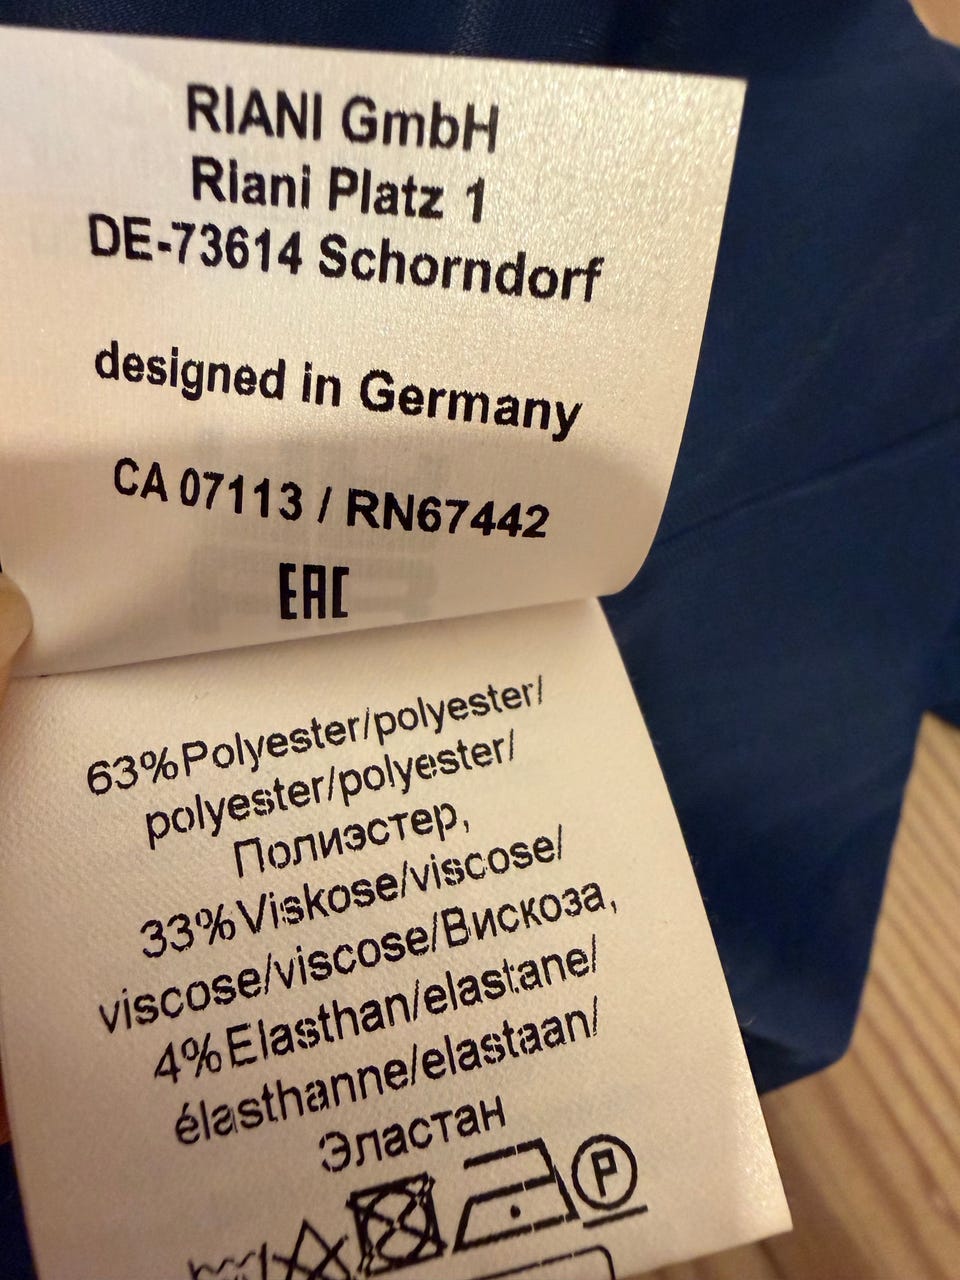 RIANI GmbH
Riani Platz 1
DE-73614 Schorndorf
designed in Germany
CA 07113 / RN67442
EAC
63%Polyester/polyester/
polyester/polyester/
Полиэстер,
33%Viskose/viscose/
viscose/viscose/Вискоза,
4%Elasthan/elastane/
élasthanne/elastaan/
Эластан
P